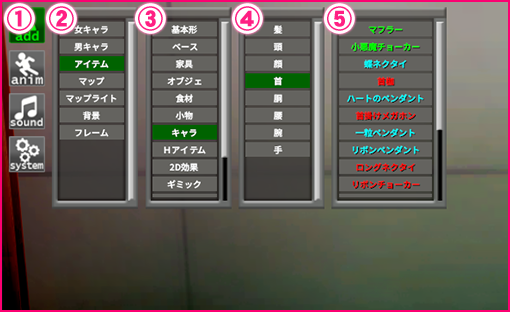 ①
add
anim
sound
system
②
女キャラ
男キャラ
アイテム
マップ
マップライト
背景
フレーム
③
基本形
ベース
家具
オブジェ
食材
小物
キャラ
Hアイテム
2D効果
ギミック
④
髪
頭
顔
首
胴
腰
腕
手
⑤
マフラー
小悪魔チョーカー
蝶ネクタイ
首枷
ハートのペンダント
首掛けメガホン
一粒ペンダント
リボンペンダント
ロングネクタイ
リボンチョーカー